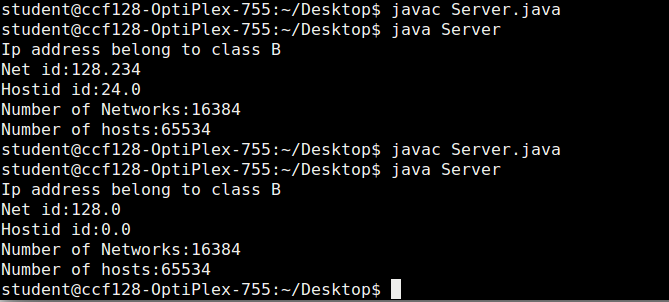 student@ccf128-OptiPlex-755:~/Desktop$ javac Server.java
student@ccf128-OptiPlex-755:~/Desktop$ java Server
Ip address belong to class B
Net id:128.234
Hostid id:24.0
Number of Networks:16384
Number of hosts:65534
student@ccf128-OptiPlex-755:~/Desktop$ javac Server.java
student@ccf128-OptiPlex-755:~/Desktop$ java Server
Ip address belong to class B
Net id:128.0
Hostid id:0.0
Number of Networks:16384
Number of hosts:65534
student@ccf128-OptiPlex-755:~/Desktop$